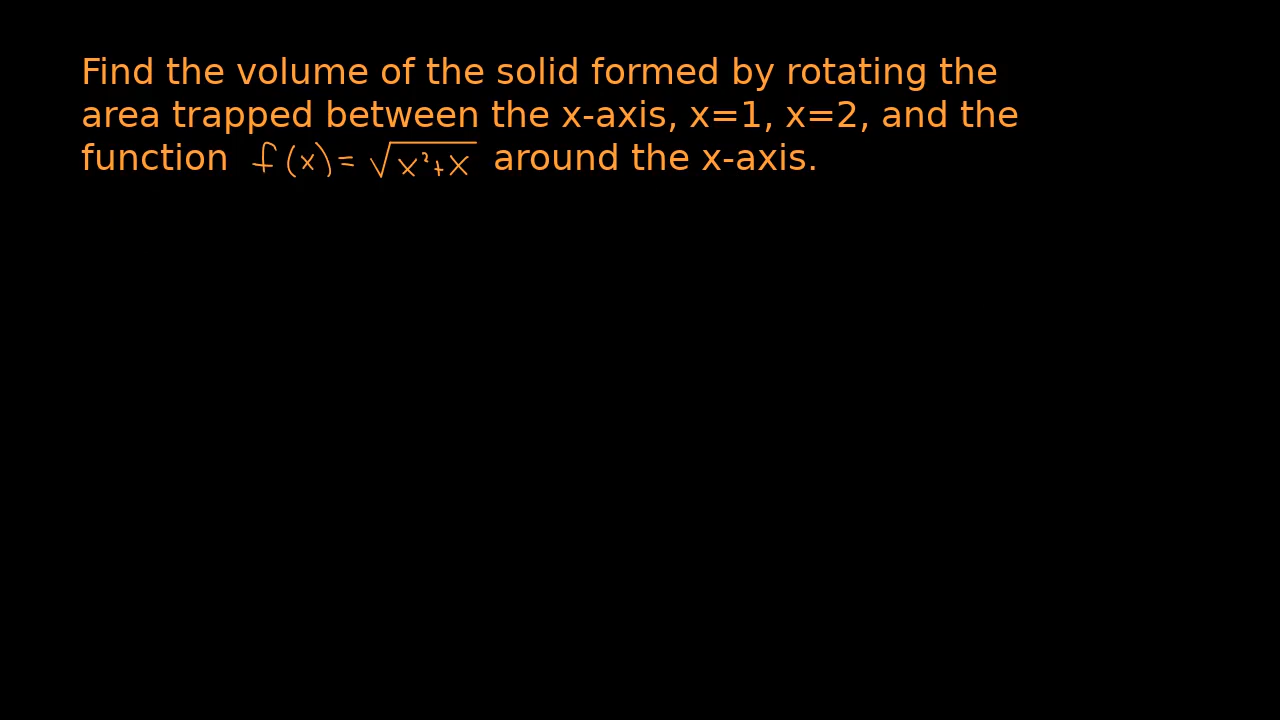 Find the volume of the solid formed by rotating the
area trapped between the x-axis, x=1, x=2, and the
function f(x)=√(x²+x) around the x-axis.